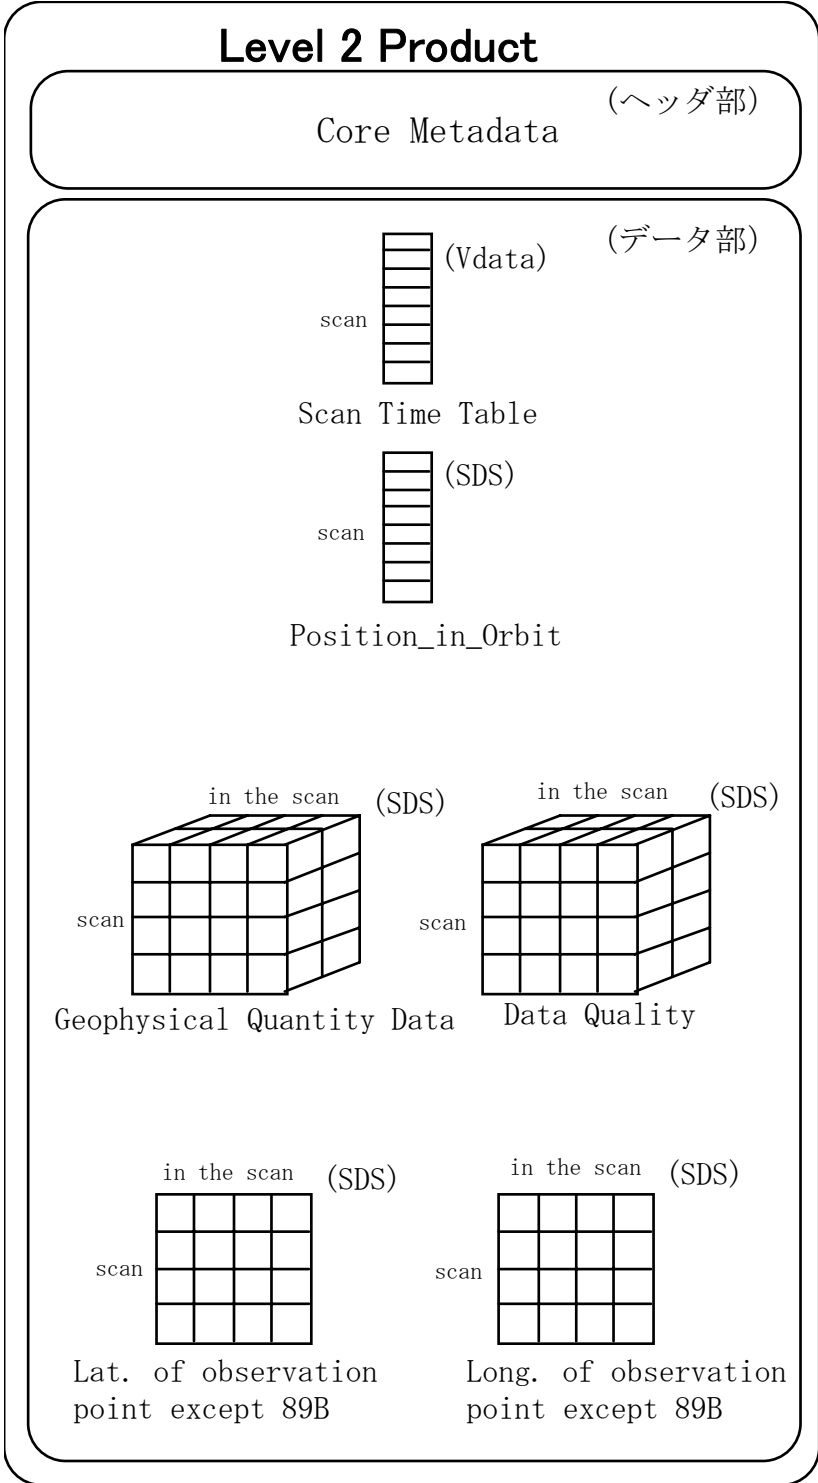 Level 2 Product
(ヘッダ部)
Core Metadata
(データ部)
(Vdata)
scan
Scan Time Table
(SDS)
scan
Position_in_Orbit
in the scan (SDS)
scan
Geophysical Quantity Data
in the scan (SDS)
scan
Data Quality
in the scan (SDS)
scan
Lat. of observation
point except 89B
in the scan (SDS)
scan
Long. of observation
point except 89B